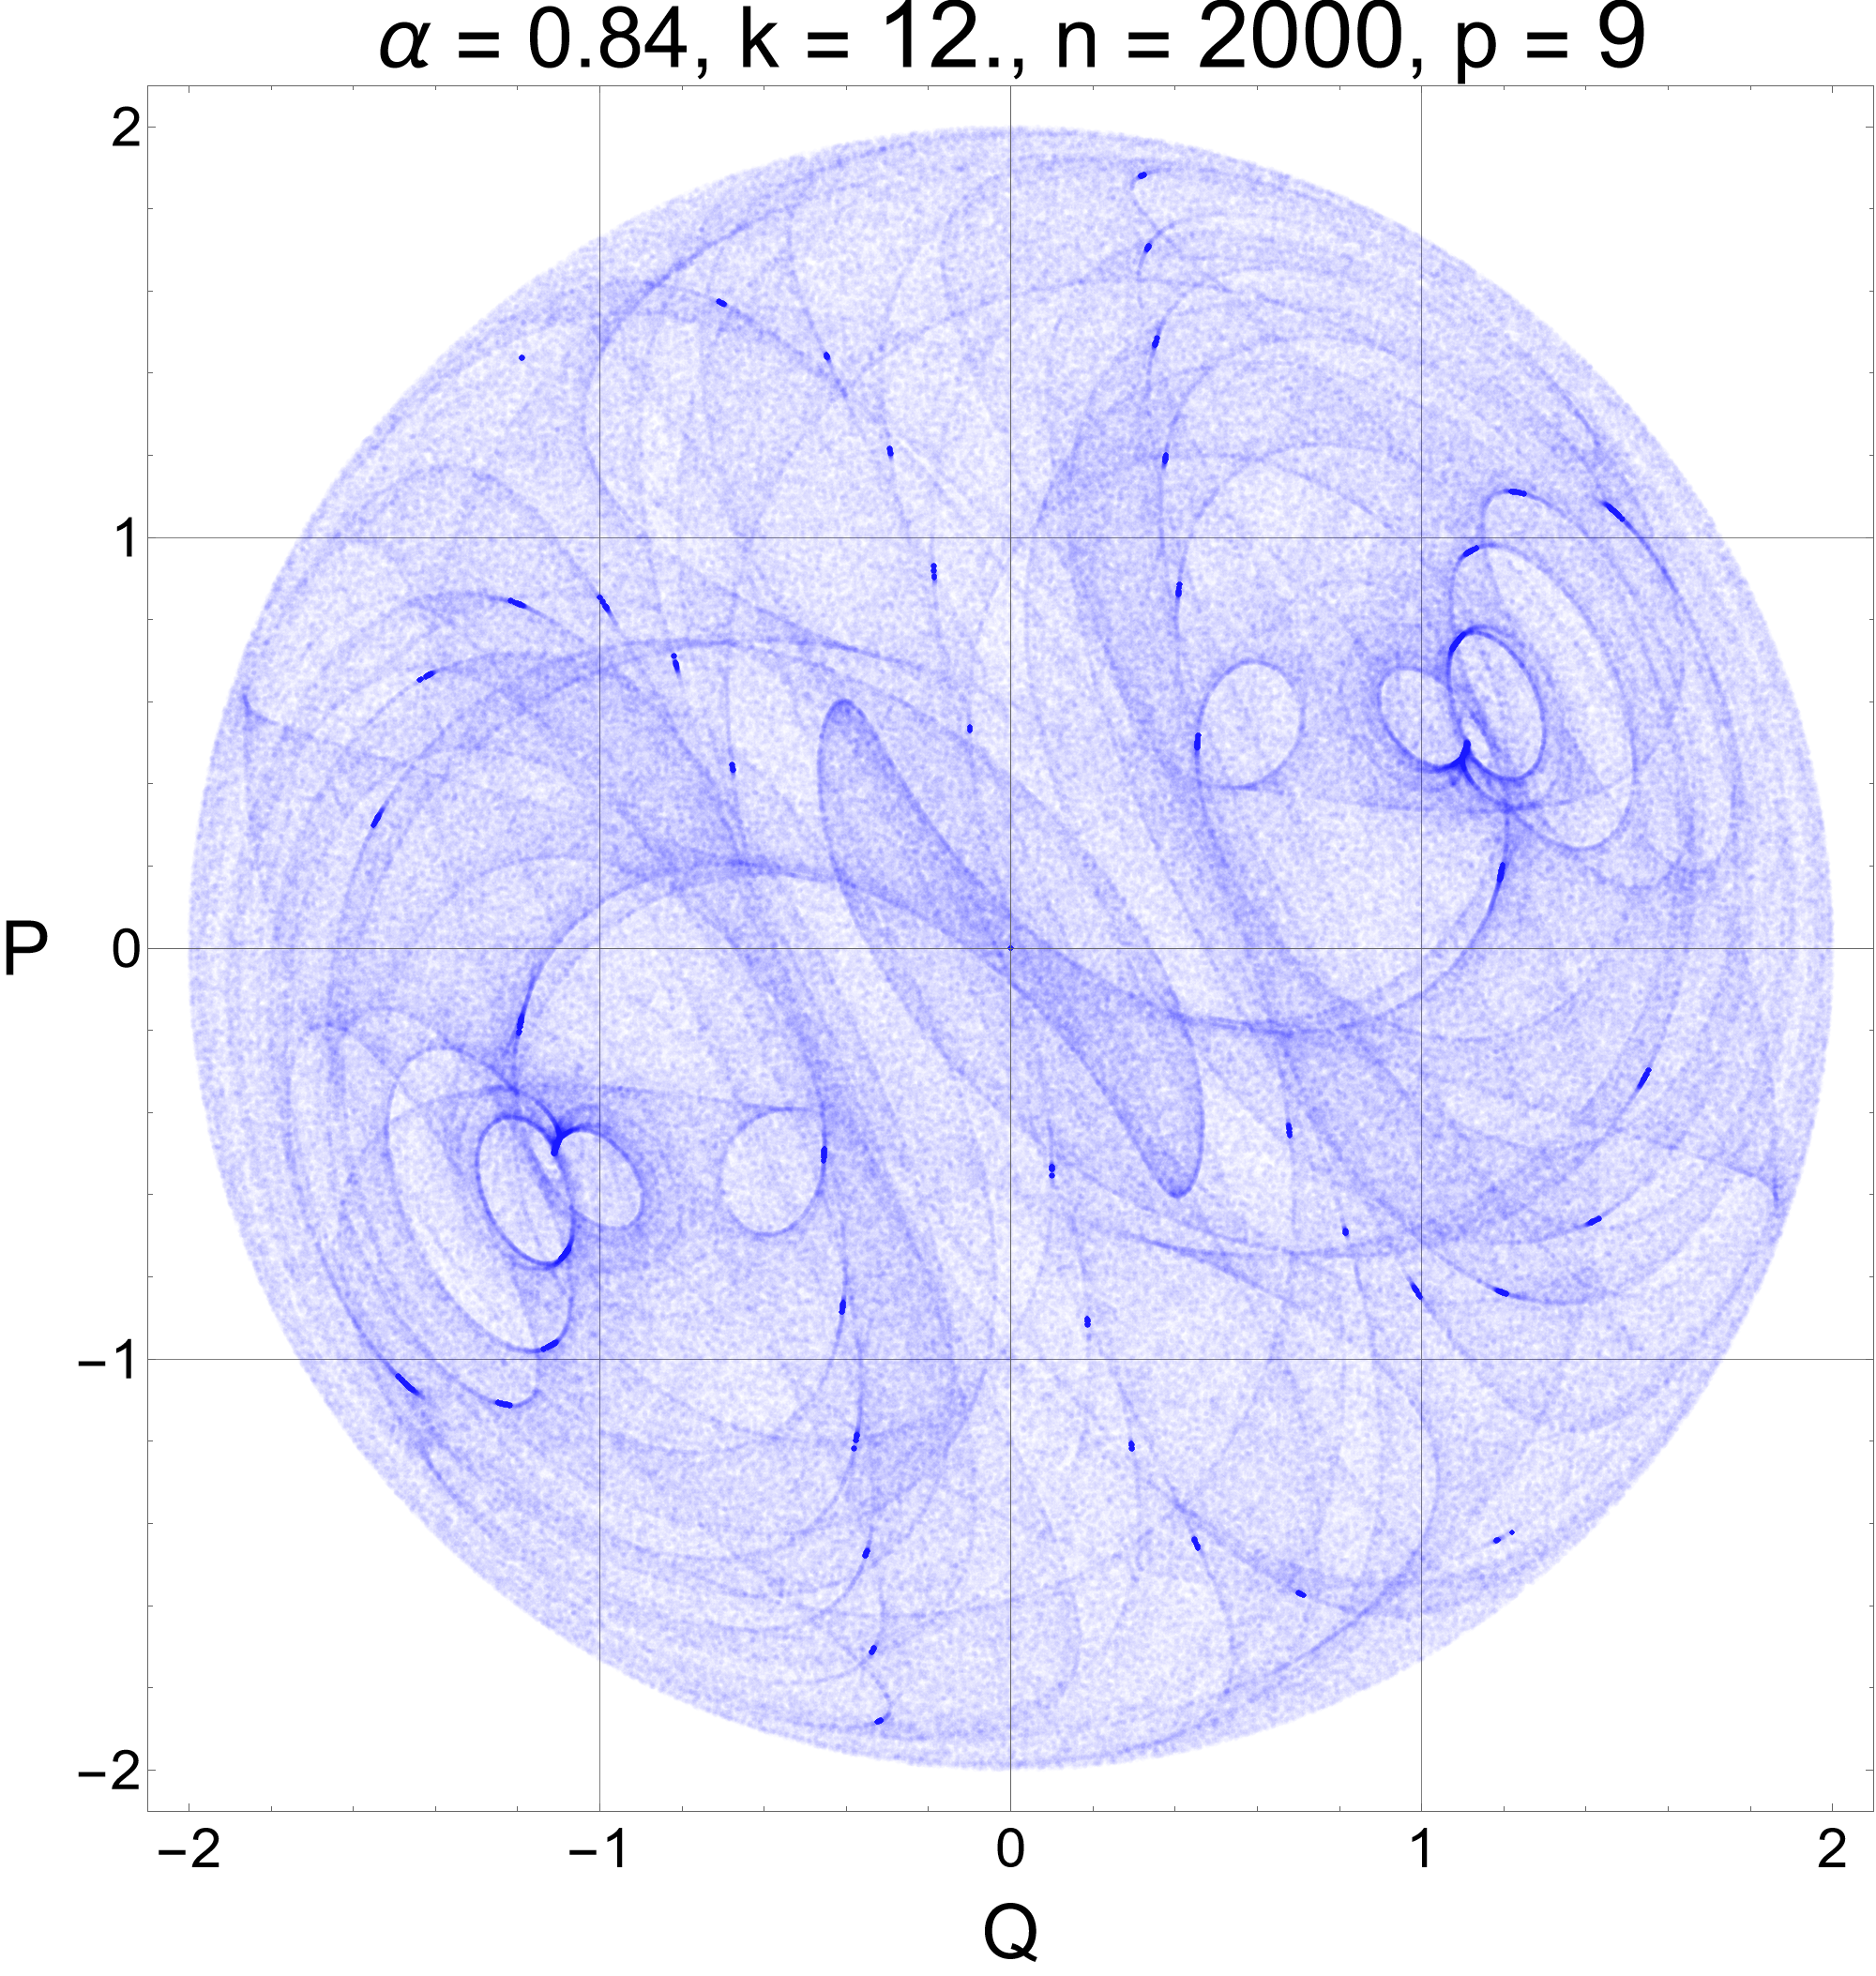 α = 0.84, k = 12., n = 2000, p = 9
2
1
P
0
−1
−2
−2 −1 0 1 2
Q